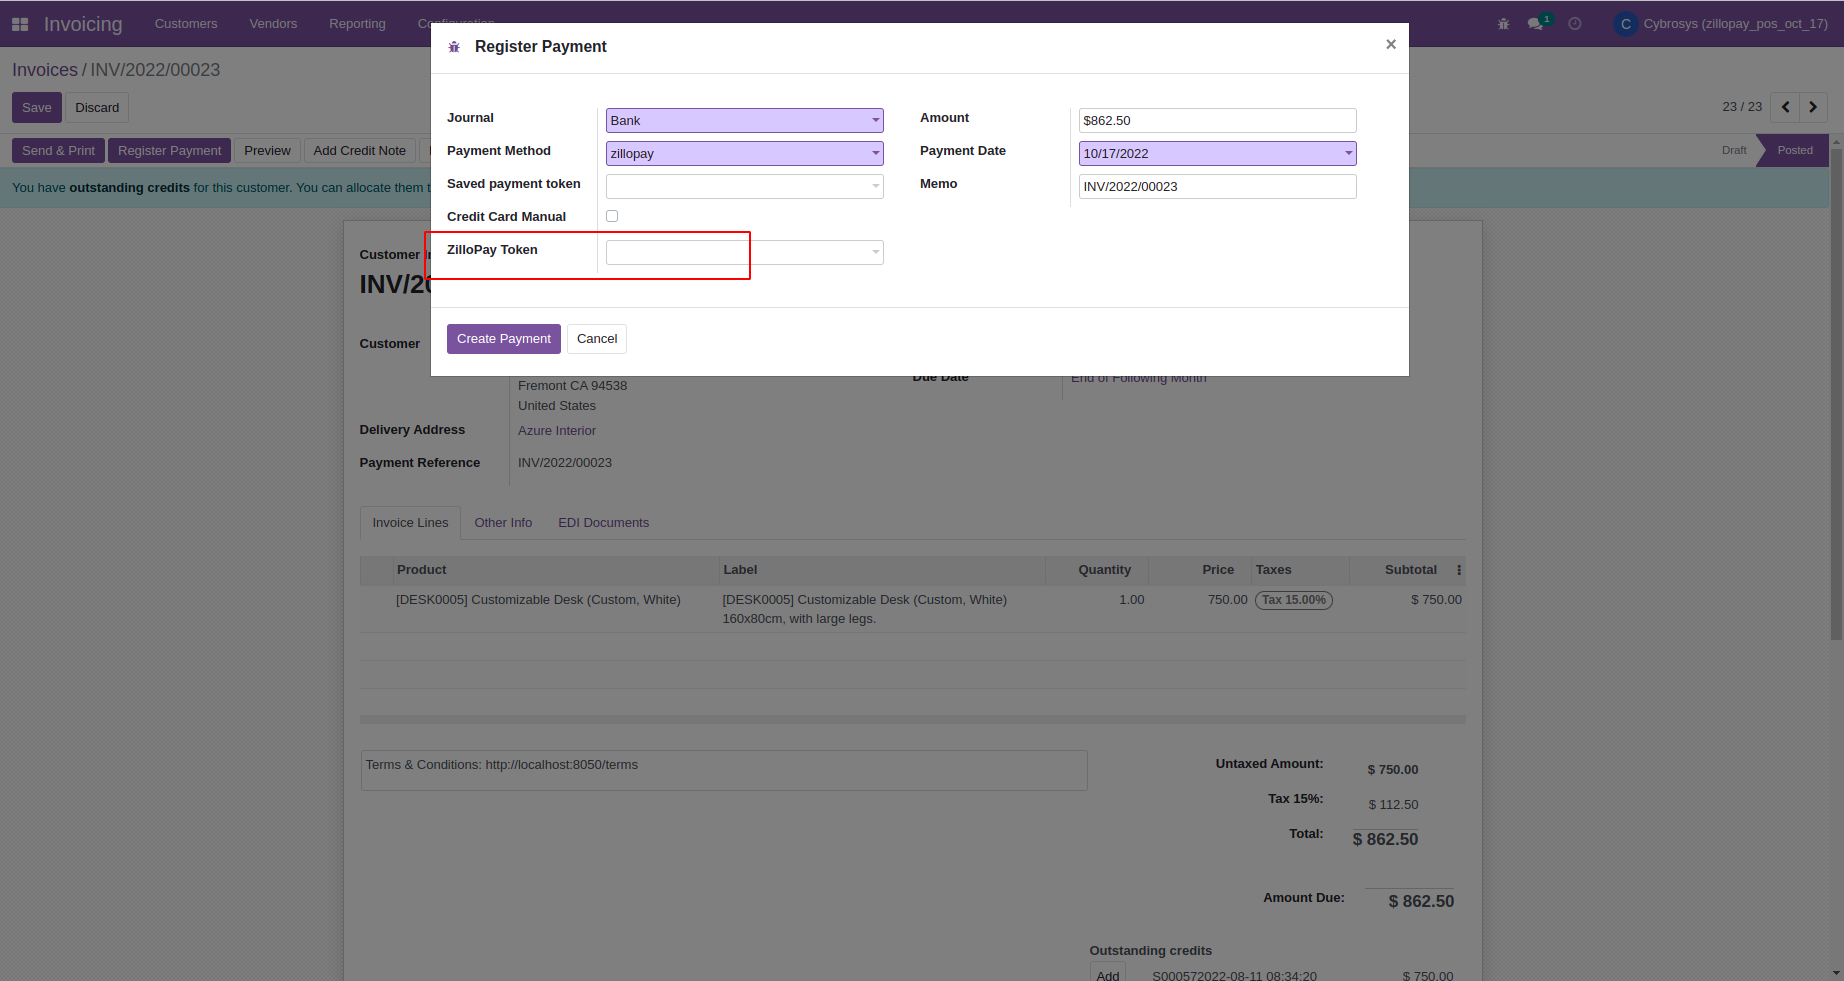 Invoicing Customers Vendors Reporting Configuration 1 C Cybrosys (zillopay_pos_oct_17)
Register Payment ×
Invoices / INV/2022/00023
Save Discard 23 / 23
Send & Print Register Payment Preview Add Credit Note Draft Posted
You have outstanding credits for this customer. You can allocate them t
Journal Bank Amount $862.50
Payment Method zillopay Payment Date 10/17/2022
Saved payment token Memo INV/2022/00023
Credit Card Manual
ZilloPay Token
Create Payment Cancel
Customer
INV/20
Customer
Due Date End of Following Month
Fremont CA 94538
United States
Delivery Address Azure Interior
Payment Reference INV/2022/00023
Invoice Lines Other Info EDI Documents
Product Label Quantity Price Taxes Subtotal
[DESK0005] Customizable Desk (Custom, White) [DESK0005] Customizable Desk (Custom, White) 1.00 750.00 Tax 15.00% $ 750.00
160x80cm, with large legs.
Terms & Conditions: http://localhost:8050/terms
Untaxed Amount: $ 750.00
Tax 15%: $ 112.50
Total: $ 862.50
Amount Due: $ 862.50
Outstanding credits
Add S000572022-08-11 08:34:20 $ 750.00